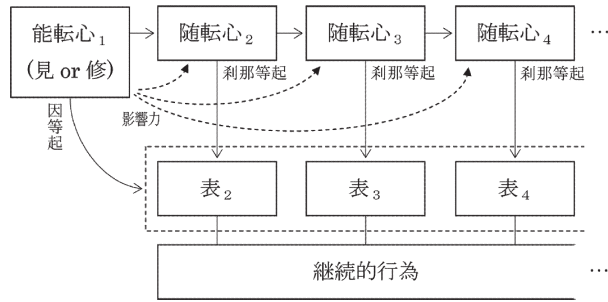 能転心1 随転心2 随転心3 随転心4 …
(見 or 修)
刹那等起 刹那等起 刹那等起
因等起
影響力
表2 表3 表4
継続的行為 …